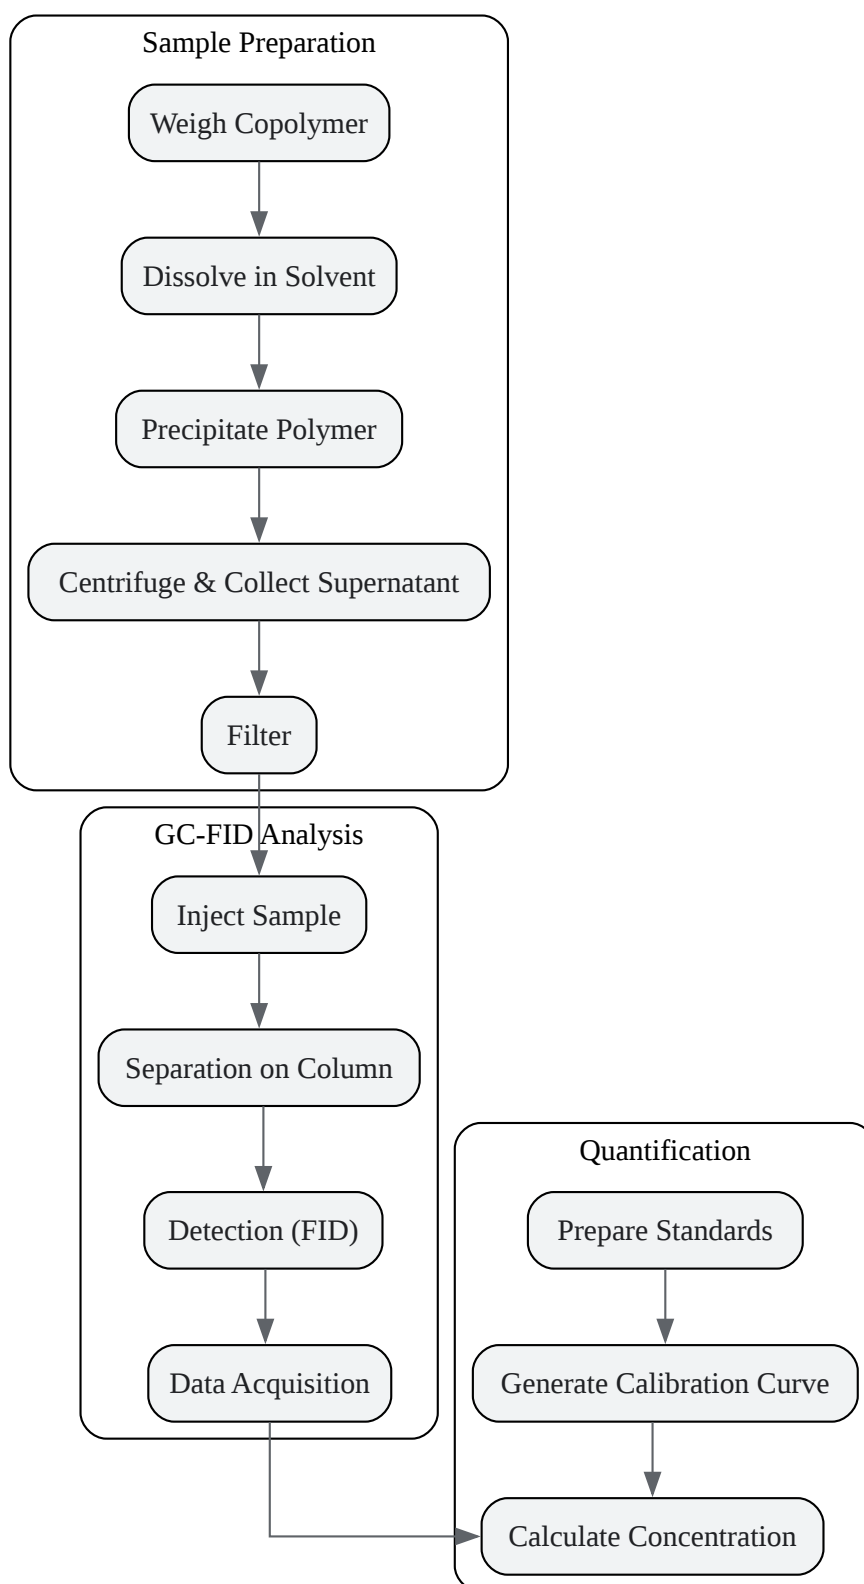 Sample Preparation
Weigh Copolymer
Dissolve in Solvent
Precipitate Polymer
Centrifuge & Collect Supernatant
Filter
GC-FID Analysis
Inject Sample
Separation on Column
Detection (FID)
Data Acquisition
Quantification
Prepare Standards
Generate Calibration Curve
Calculate Concentration